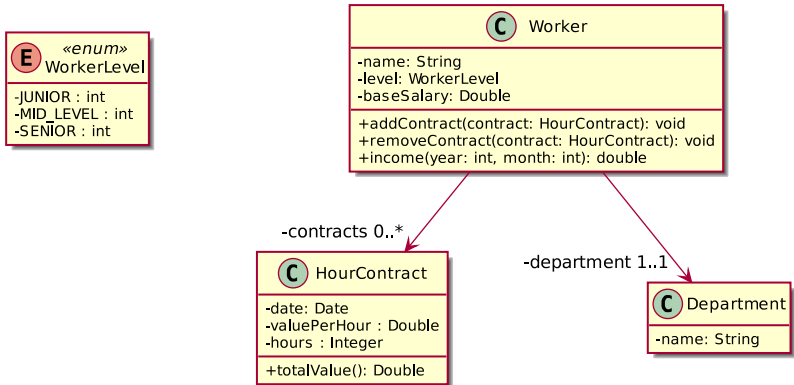 E
«enum»
WorkerLevel
-JUNIOR : int
-MID_LEVEL : int
-SENIOR : int
C Worker
-name: String
-level: WorkerLevel
-baseSalary: Double
+addContract(contract: HourContract): void
+removeContract(contract: HourContract): void
+income(year: int, month: int): double
-contracts 0..*
-department 1..1
C HourContract
-date: Date
-valuePerHour : Double
-hours : Integer
+totalValue(): Double
C Department
-name: String